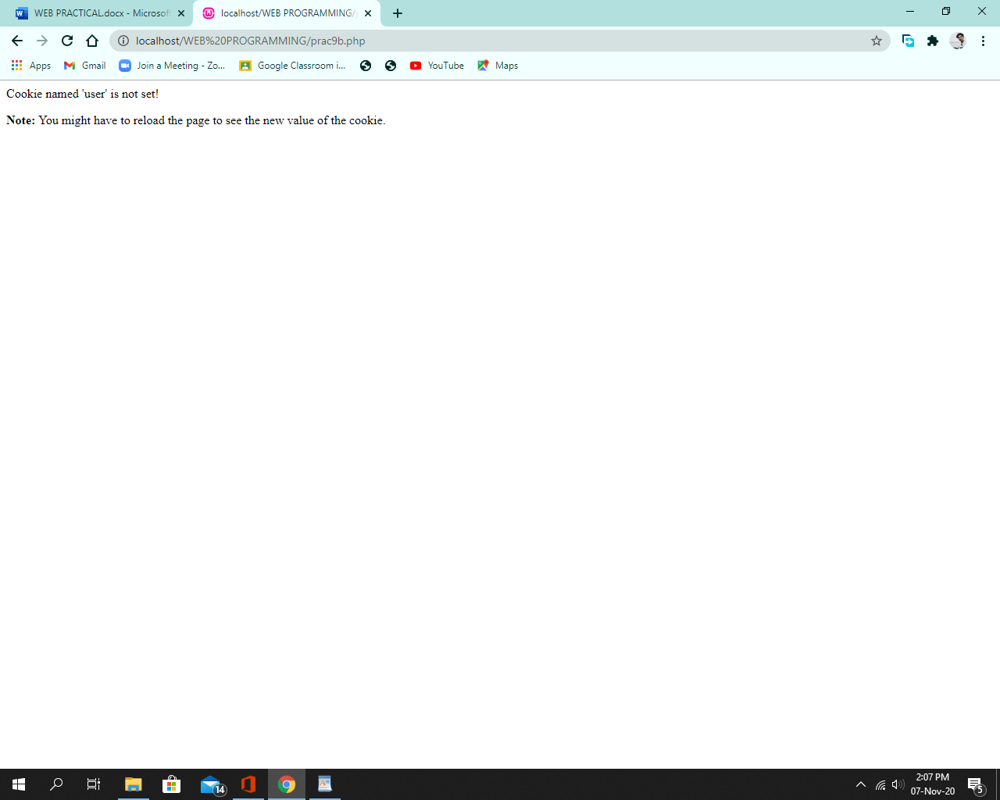 WEB PRACTICAL.docx - Microsof
localhost/WEB PROGRAMMING/
localhost/WEB%20PROGRAMMING/prac9b.php
Apps
Gmail
Join a Meeting - Zo...
Google Classroom i...
YouTube
Maps
Cookie named 'user' is not set!
Note: You might have to reload the page to see the new value of the cookie.
14
2:07 PM
07-Nov-20
5